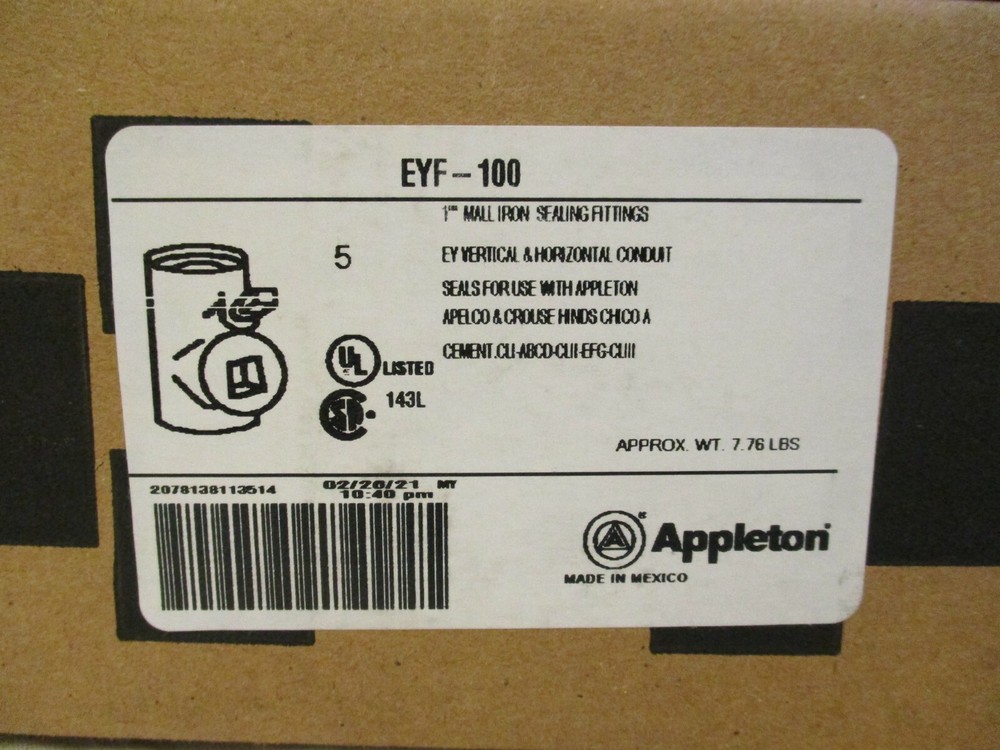 EYF-100
1" MALL IRON SEALING FITTINGS
5
EY VERTICAL & HORIZONTAL CONDUIT
SEALS FOR USE WITH APPLETON
APELCO & CROUSE HINDS CHICO A
CEMENT.CLI-ABCD-CLII-EFG-CLIII
UL LISTED
143L
APPROX. WT. 7.76 LBS
2078138113514
02/26/21 MY
10:40 pm
Appleton
MADE IN MEXICO